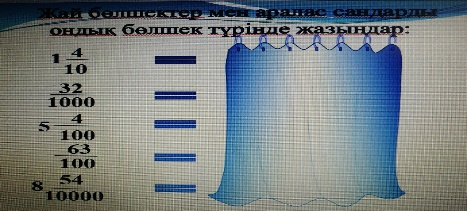 Жай бөлшектер мен аралас сандарды
ондық бөлшек түрінде жазыңдар:
1 4/10 =
32/1000 =
5 4/100 =
63/100 =
8 54/10000 =